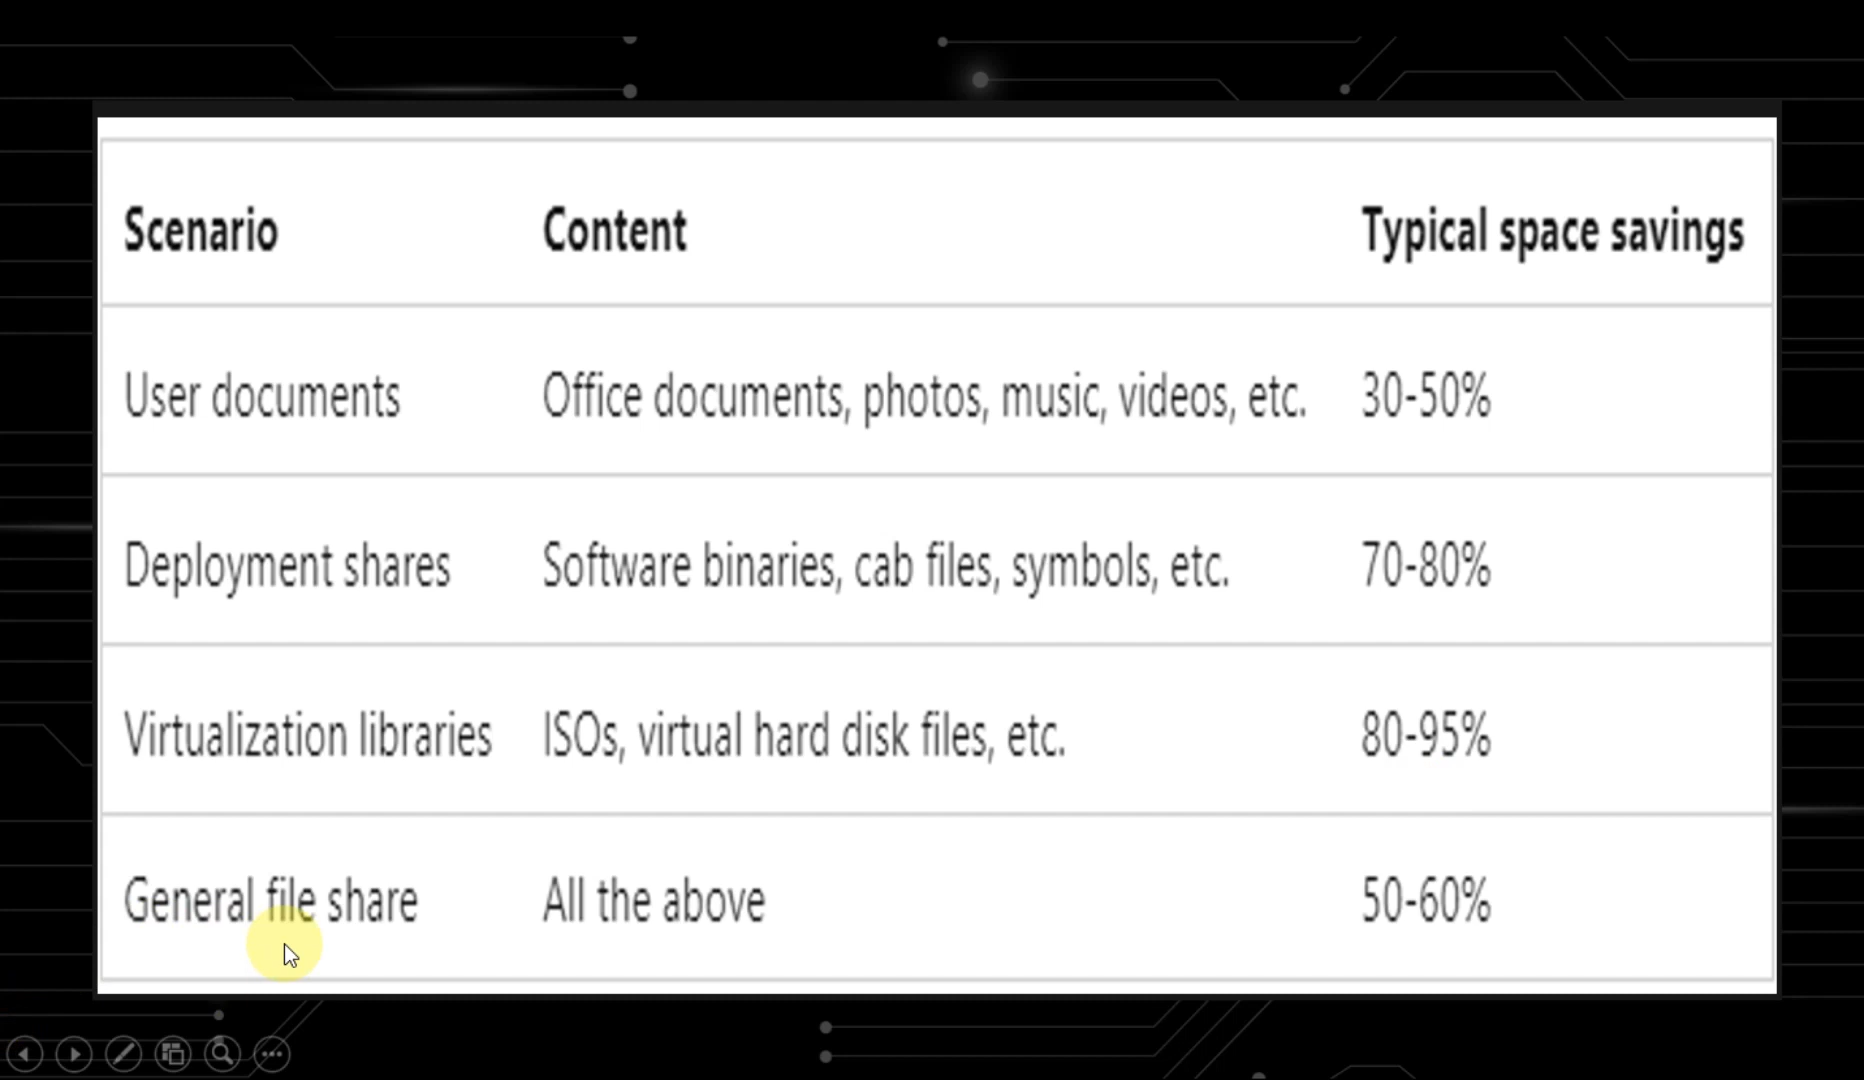 Scenario Content Typical space savings
User documents Office documents, photos, music, videos, etc. 30-50%
Deployment shares Software binaries, cab files, symbols, etc. 70-80%
Virtualization libraries ISOs, virtual hard disk files, etc. 80-95%
General file share All the above 50-60%